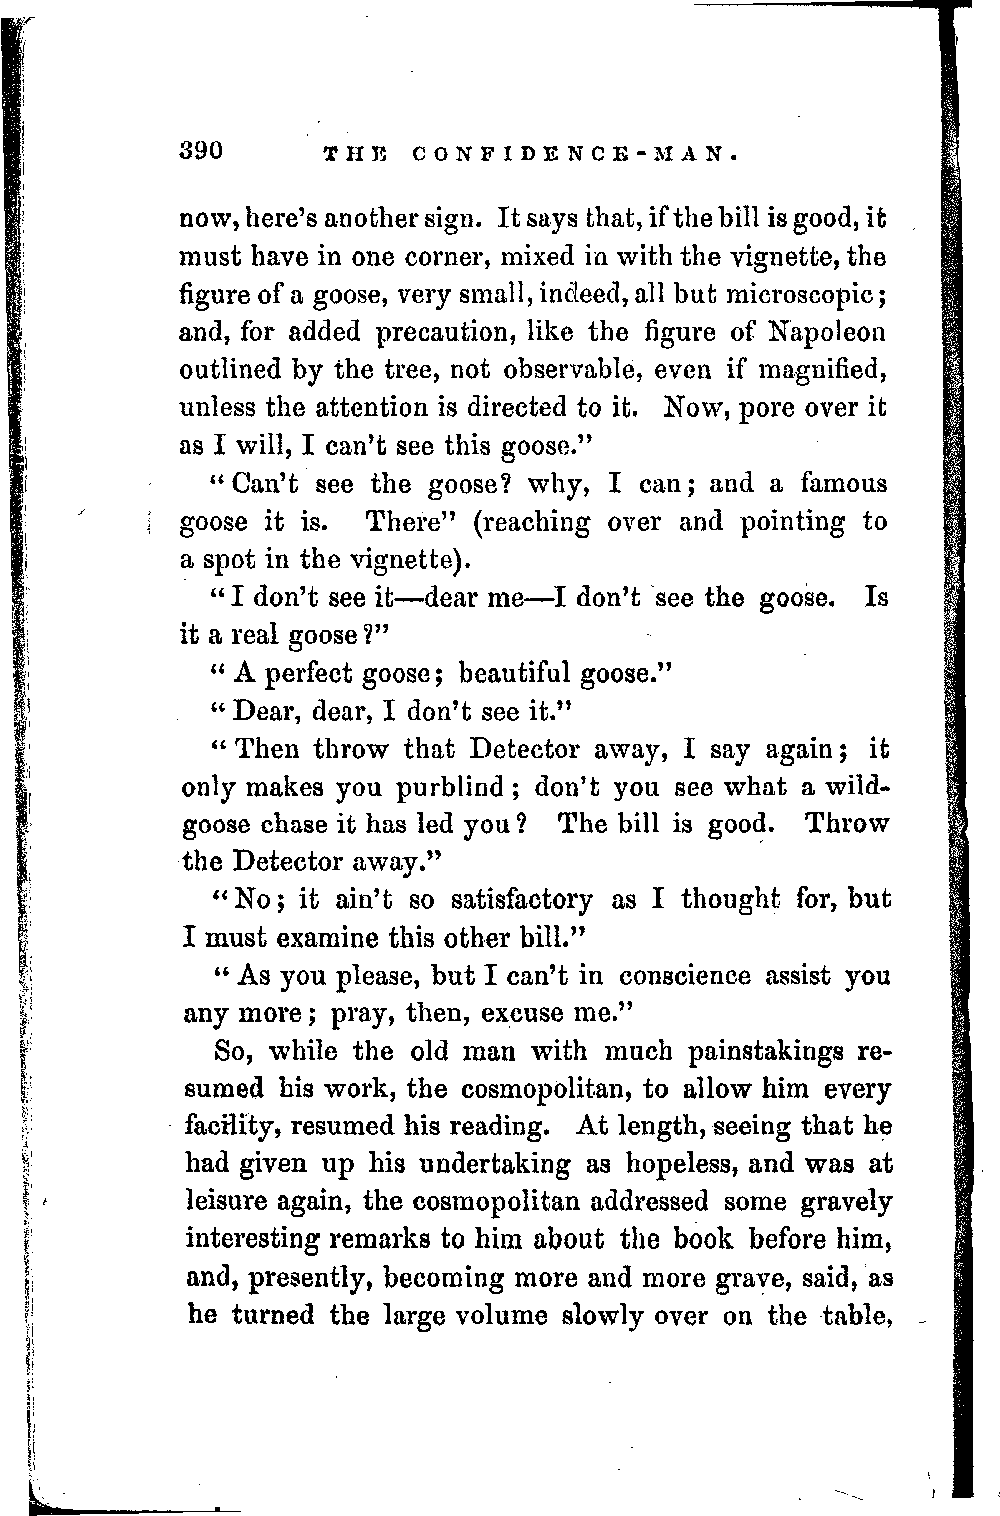 390 THE CONFIDENCE-MAN.
now, here's another sign. It says that, if the bill is good, it
must have in one corner, mixed in with the vignette, the
figure of a goose, very small, indeed, all but microscopic;
and, for added precaution, like the figure of Napoleon
outlined by the tree, not observable, even if magnified,
unless the attention is directed to it. Now, pore over it
as I will, I can't see this goose."
"Can't see the goose? why, I can; and a famous
goose it is. There" (reaching over and pointing to
a spot in the vignette).
"I don't see it—dear me—I don't see the goose. Is
it a real goose?"
"A perfect goose; beautiful goose."
"Dear, dear, I don't see it."
"Then throw that Detector away, I say again; it
only makes you purblind; don't you see what a wild-
goose chase it has led you? The bill is good. Throw
the Detector away."
"No; it ain't so satisfactory as I thought for, but
I must examine this other bill."
"As you please, but I can't in conscience assist you
any more; pray, then, excuse me."
So, while the old man with much painstakings re-
sumed his work, the cosmopolitan, to allow him every
facility, resumed his reading. At length, seeing that he
had given up his undertaking as hopeless, and was at
leisure again, the cosmopolitan addressed some gravely
interesting remarks to him about the book before him,
and, presently, becoming more and more grave, said, as
he turned the large volume slowly over on the table,